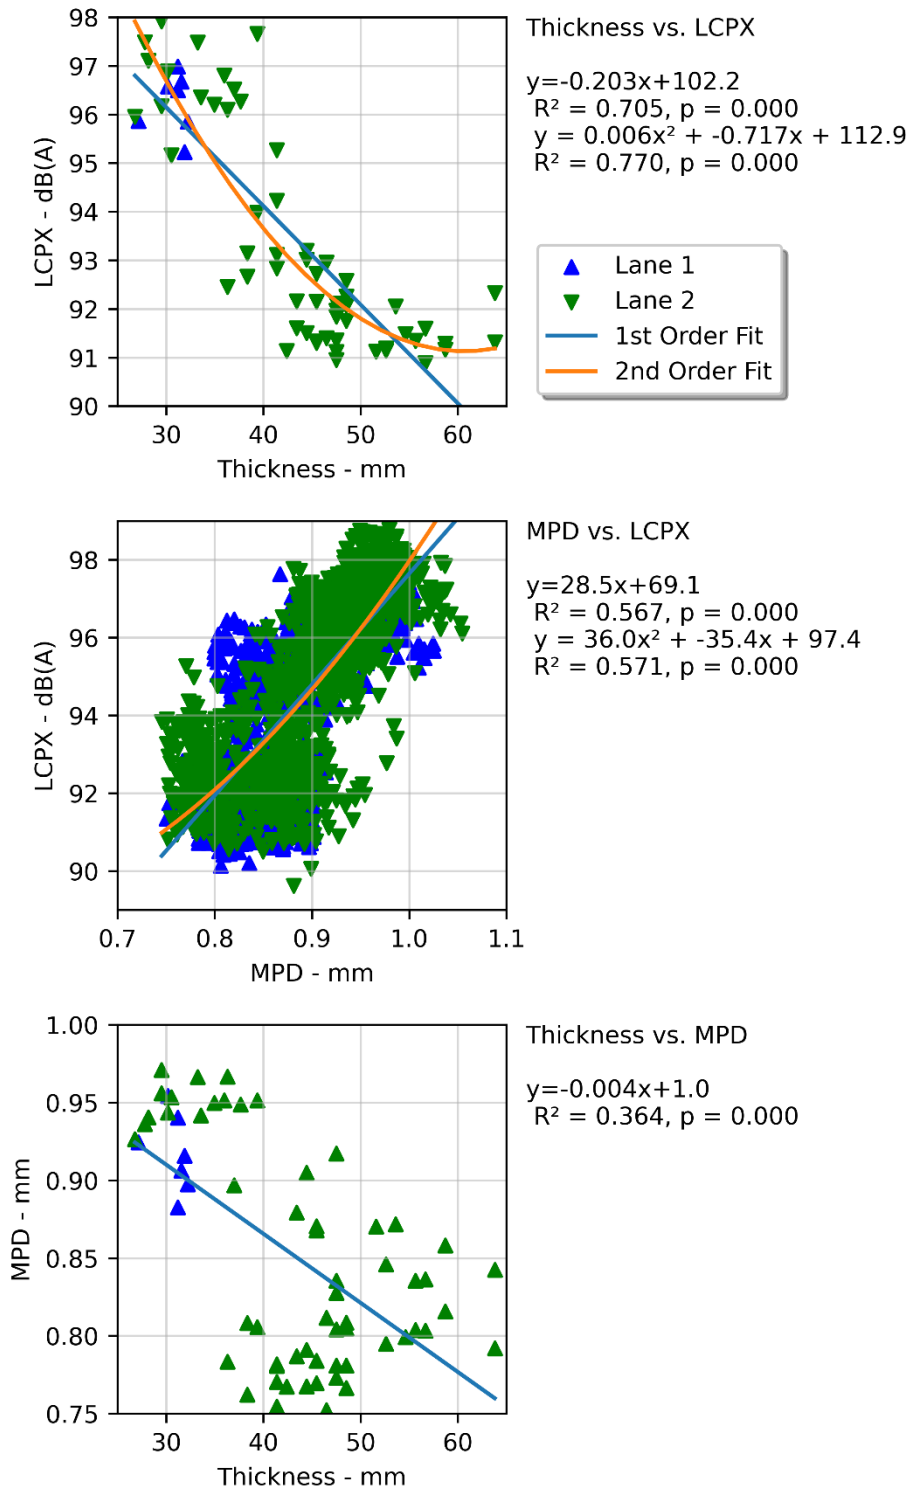 Thickness vs. LCPX
y=-0.203x+102.2
R² = 0.705, p = 0.000
y = 0.006x² + -0.717x + 112.9
R² = 0.770, p = 0.000
98
97
96
95
94
93
92
91
90
LCPX - dB(A)
30 40 50 60
Thickness - mm
Lane 1
Lane 2
1st Order Fit
2nd Order Fit
MPD vs. LCPX
y=28.5x+69.1
R² = 0.567, p = 0.000
y = 36.0x² + -35.4x + 97.4
R² = 0.571, p = 0.000
98
96
94
92
90
LCPX - dB(A)
0.7 0.8 0.9 1.0 1.1
MPD - mm
Thickness vs. MPD
y=-0.004x+1.0
R² = 0.364, p = 0.000
1.00
0.95
0.90
0.85
0.80
0.75
MPD - mm
30 40 50 60
Thickness - mm